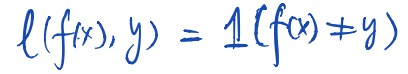 ℓ(f(x), y) = 𝟙(f(x) ≠ y)